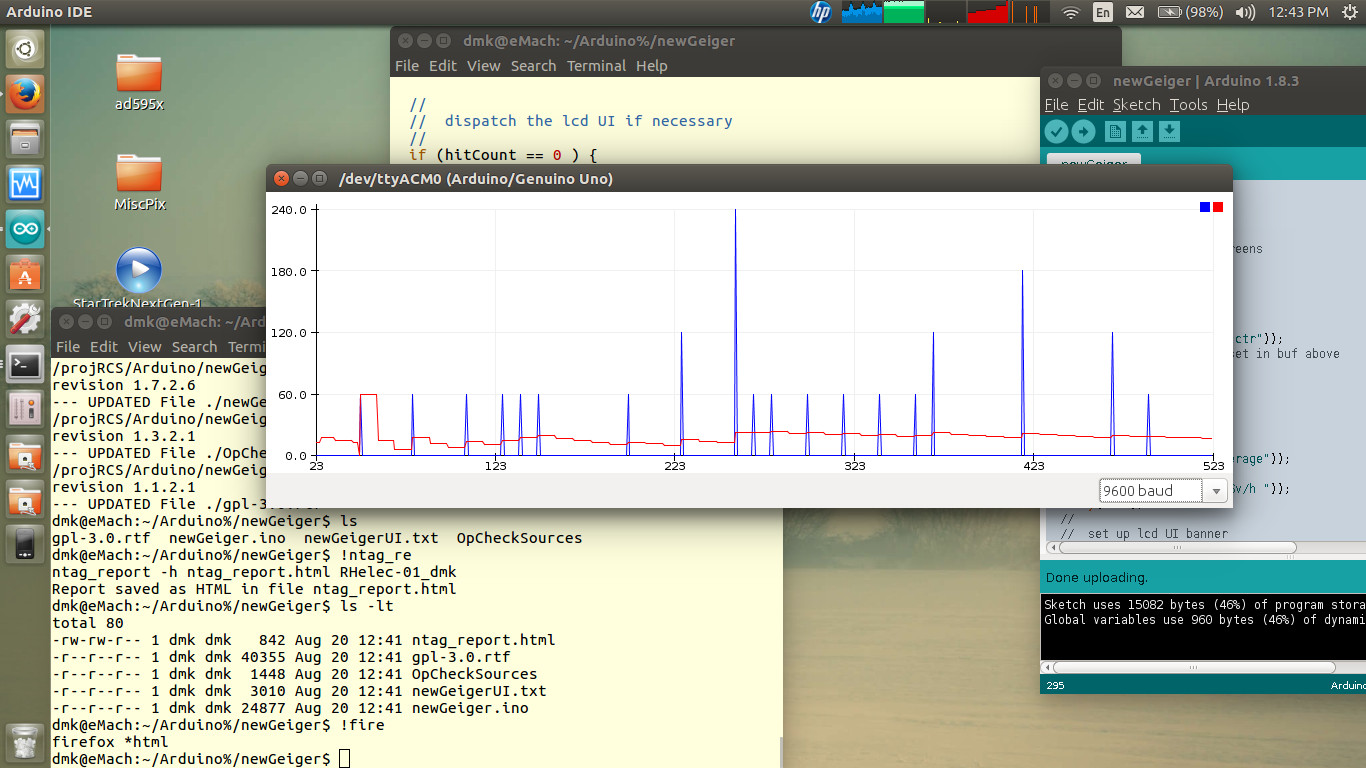 Arduino IDE
hp
En
(98%)
12:43 PM
ad595x
MiscPix
StarTrekNextGen-1
dmk@eMach: ~/Arduino%/newGeiger
File Edit View Search Terminal Help
//
// dispatch the lcd UI if necessary
//
if (hitCount == 0 ) {
newGeiger | Arduino 1.8.3
File Edit Sketch Tools Help
newGeiger
/dev/ttyACM0 (Arduino/Genuino Uno)
240.0
180.0
120.0
60.0
0.0
23 123 223 323 423 523
9600 baud
reens
ctr"));
set in buf above
rage"));
Sv/h "));
//
// set up lcd UI banner
Done uploading.
Sketch uses 15082 bytes (46%) of program stora
Global variables use 960 bytes (46%) of dynami
295
Arduino
dmk@eMach: ~/Ard
File Edit View Search Termi
/projRCS/Arduino/newGeig
revision 1.7.2.6
--- UPDATED File ./newGe
/projRCS/Arduino/newGeig
revision 1.3.2.1
--- UPDATED File ./OpChe
/projRCS/Arduino/newGeig
revision 1.1.2.1
--- UPDATED File ./gpl-3.0.rtf
dmk@eMach:~/Arduino%/newGeiger$ ls
gpl-3.0.rtf newGeiger.ino newGeigerUI.txt OpCheckSources
dmk@eMach:~/Arduino%/newGeiger$ !ntag_re
ntag_report -h ntag_report.html RHelec-01_dmk
Report saved as HTML in file ntag_report.html
dmk@eMach:~/Arduino%/newGeiger$ ls -lt
total 80
-rw-rw-r-- 1 dmk dmk 842 Aug 20 12:41 ntag_report.html
-r--r--r-- 1 dmk dmk 40355 Aug 20 12:41 gpl-3.0.rtf
-r--r--r-- 1 dmk dmk 1448 Aug 20 12:41 OpCheckSources
-r--r--r-- 1 dmk dmk 3010 Aug 20 12:41 newGeigerUI.txt
-r--r--r-- 1 dmk dmk 24877 Aug 20 12:41 newGeiger.ino
dmk@eMach:~/Arduino%/newGeiger$ !fire
firefox *html
dmk@eMach:~/Arduino%/newGeiger$